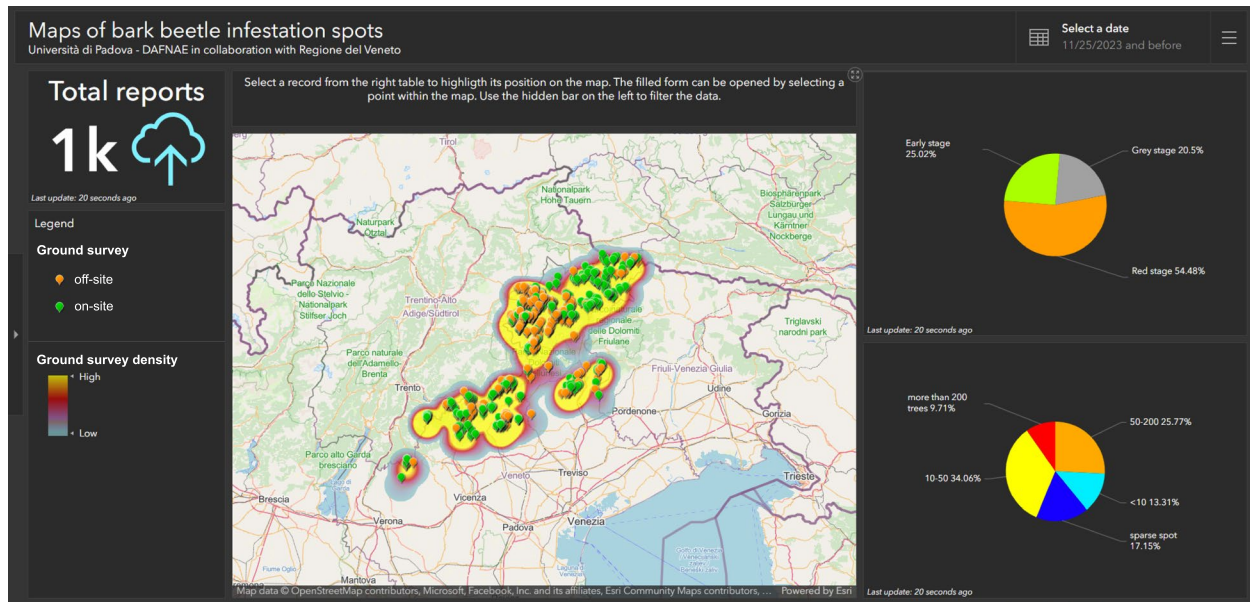 Maps of bark beetle infestation spots
Università di Padova - DAFNAE in collaboration with Regione del Veneto
Select a date
11/25/2023 and before
Total reports
1k
Last update: 20 seconds ago
Legend
Ground survey
off-site
on-site
Ground survey density
High
Low
Select a record from the right table to highligth its position on the map. The filled form can be opened by selecting a
point within the map. Use the hidden bar on the left to filter the data.
Tirol
Nationalpark
Hohe Tauern
Biosphärenpark
Salzburger
Lungau und
Kärntner
Nockberge
Naturpark
Ötztal
Parco Nazionale
dello Stelvio -
Nationalpark
Stilfser Joch
Trentino-Alto
Adige/Südtirol
delle Dolomiti
Friulane
Triglavski
narodni park
Parco naturale
dell'Adamello-
Brenta
Trento
Friuli-Venezia Giulia
Udine
Pordenone
Gorizia
Parco alto Garda
bresciano
Veneto
Treviso
Trieste
Brescia
Vicenza
Verona
Padova
Venezia
Fiume Oglio
Mantova
Map data © OpenStreetMap contributors, Microsoft, Facebook, Inc. and its affiliates, Esri Community Maps contributors, ...
Powered by Esri
Early stage
25.02%
Grey stage 20.5%
Red stage 54.48%
Last update: 20 seconds ago
more than 200
trees 9.71%
50-200 25.77%
10-50 34.06%
<10 13.31%
sparse spot
17.15%
Last update: 20 seconds ago